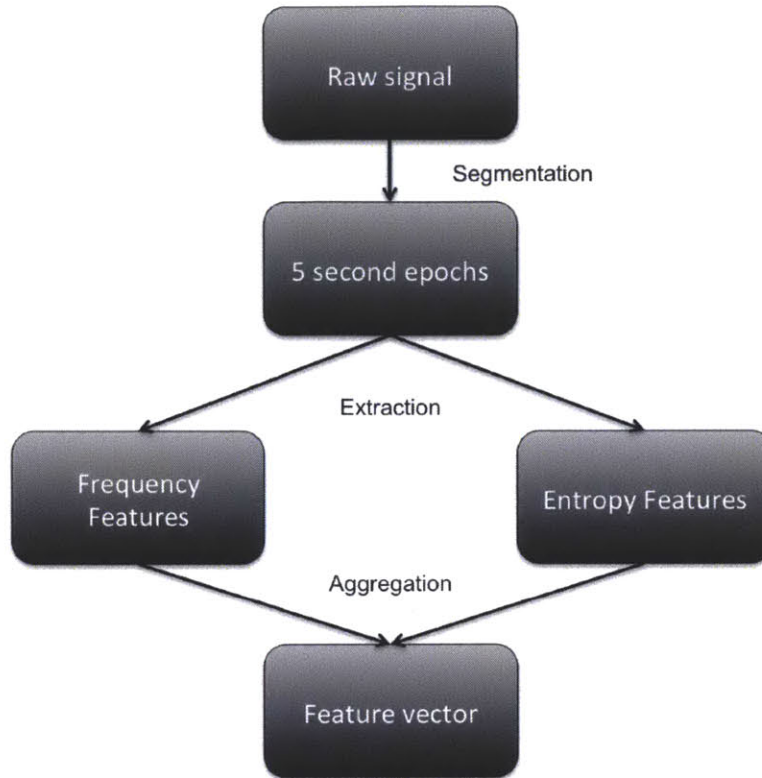 Raw signal
Segmentation
5 second epochs
Extraction
Frequency
Features
Entropy Features
Aggregation
Feature vector